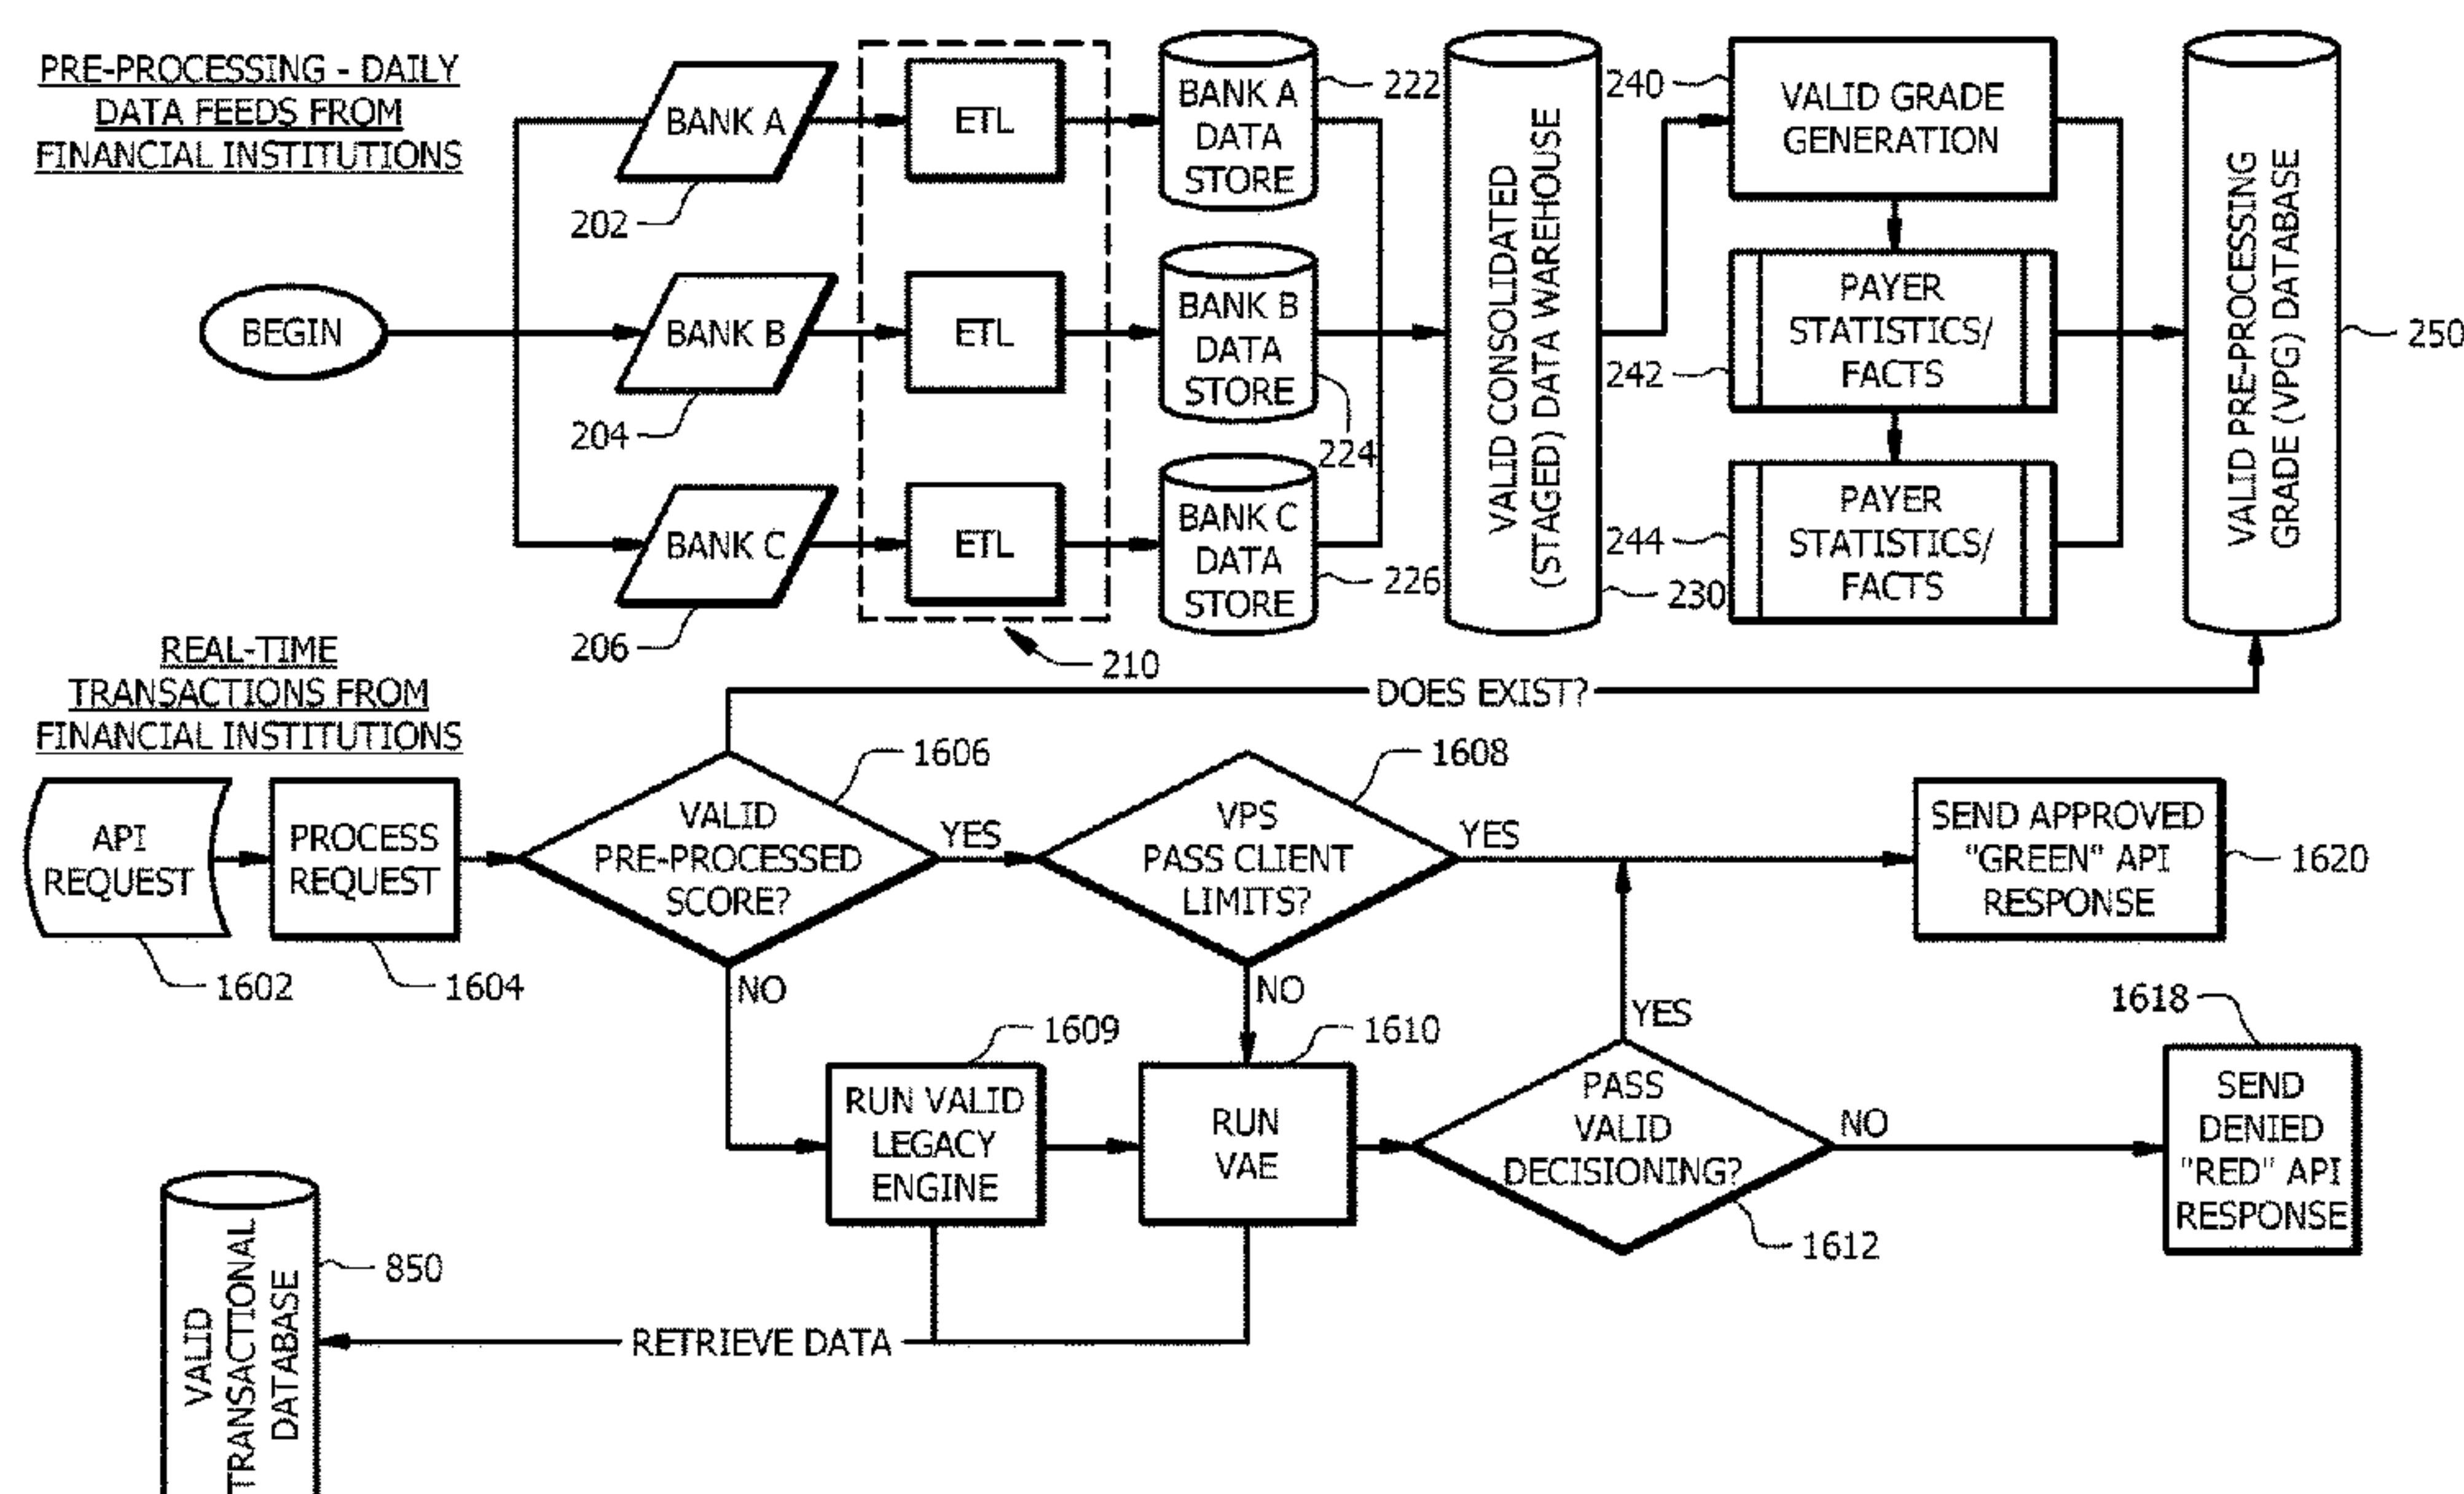 PRE-PROCESSING - DAILY
DATA FEEDS FROM
FINANCIAL INSTITUTIONS
BEGIN
BANK A
202
BANK B
204
BANK C
206
ETL
ETL
ETL
210
BANK A
DATA
STORE
222
BANK B
DATA
STORE
224
BANK C
DATA
STORE
226
VALID CONSOLIDATED
(STAGED) DATA WAREHOUSE
230
240
VALID GRADE
GENERATION
242
PAYER
STATISTICS/
FACTS
244
PAYER
STATISTICS/
FACTS
VALID PRE-PROCESSING
GRADE (VPG) DATABASE
250
REAL-TIME
TRANSACTIONS FROM
FINANCIAL INSTITUTIONS
DOES EXIST?
API
REQUEST
1602
PROCESS
REQUEST
1604
VALID
PRE-PROCESSED
SCORE?
1606
YES
NO
VPS
PASS CLIENT
LIMITS?
1608
YES
NO
SEND APPROVED
"GREEN" API
RESPONSE
1620
RUN VALID
LEGACY
ENGINE
1609
RUN
VAE
1610
PASS
VALID
DECISIONING?
1612
YES
NO
1618
SEND
DENIED
"RED" API
RESPONSE
VALID
TRANSACTIONAL
DATABASE
850
RETRIEVE DATA